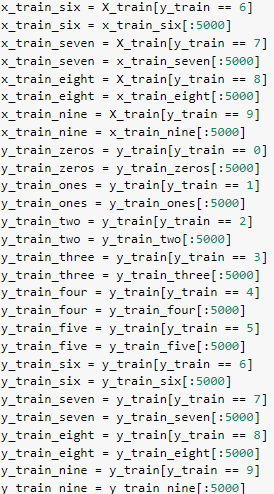 x_train_six = X_train[y_train == 6]
x_train_six = x_train_six[:5000]
x_train_seven = X_train[y_train == 7]
x_train_seven = x_train_seven[:5000]
x_train_eight = X_train[y_train == 8]
x_train_eight = x_train_eight[:5000]
x_train_nine = X_train[y_train == 9]
x_train_nine = x_train_nine[:5000]
y_train_zeros = y_train[y_train == 0]
y_train_zeros = y_train_zeros[:5000]
y_train_ones = y_train[y_train == 1]
y_train_ones = y_train_ones[:5000]
y_train_two = y_train[y_train == 2]
y_train_two = y_train_two[:5000]
y_train_three = y_train[y_train == 3]
y_train_three = y_train_three[:5000]
y_train_four = y_train[y_train == 4]
y_train_four = y_train_four[:5000]
y_train_five = y_train[y_train == 5]
y_train_five = y_train_five[:5000]
y_train_six = y_train[y_train == 6]
y_train_six = y_train_six[:5000]
y_train_seven = y_train[y_train == 7]
y_train_seven = y_train_seven[:5000]
y_train_eight = y_train[y_train == 8]
y_train_eight = y_train_eight[:5000]
y_train_nine = y_train[y_train == 9]
y_train_nine = y_train_nine[:5000]